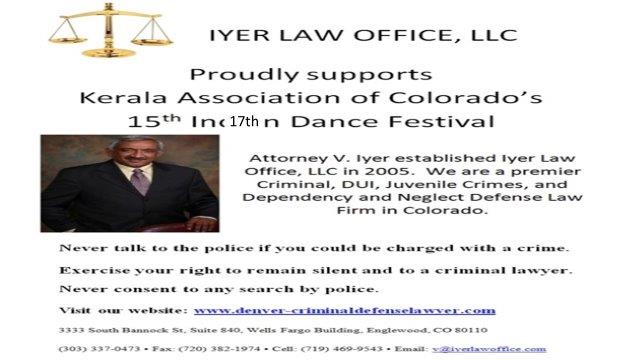 IYER LAW OFFICE, LLC
Proudly supports
Kerala Association of Colorado's
15th In 17th n Dance Festival
Attorney V. Iyer established Iyer Law
Office, LLC in 2005. We are a premier
Criminal, DUI, Juvenile Crimes, and
Dependency and Neglect Defense Law
Firm in Colorado.
Never talk to the police if you could be charged with a crime.
Exercise your right to remain silent and to a criminal lawyer.
Never consent to any search by police.
Visit our website: www.denver-criminaldefenselawyer.com
3333 South Bannock St, Suite 840, Wells Fargo Building, Englewood, CO 80110
(303) 337-0473 • Fax: (720) 382-1974 • Cell: (719) 469-9543 • Email: v@iyerlawoffice.com